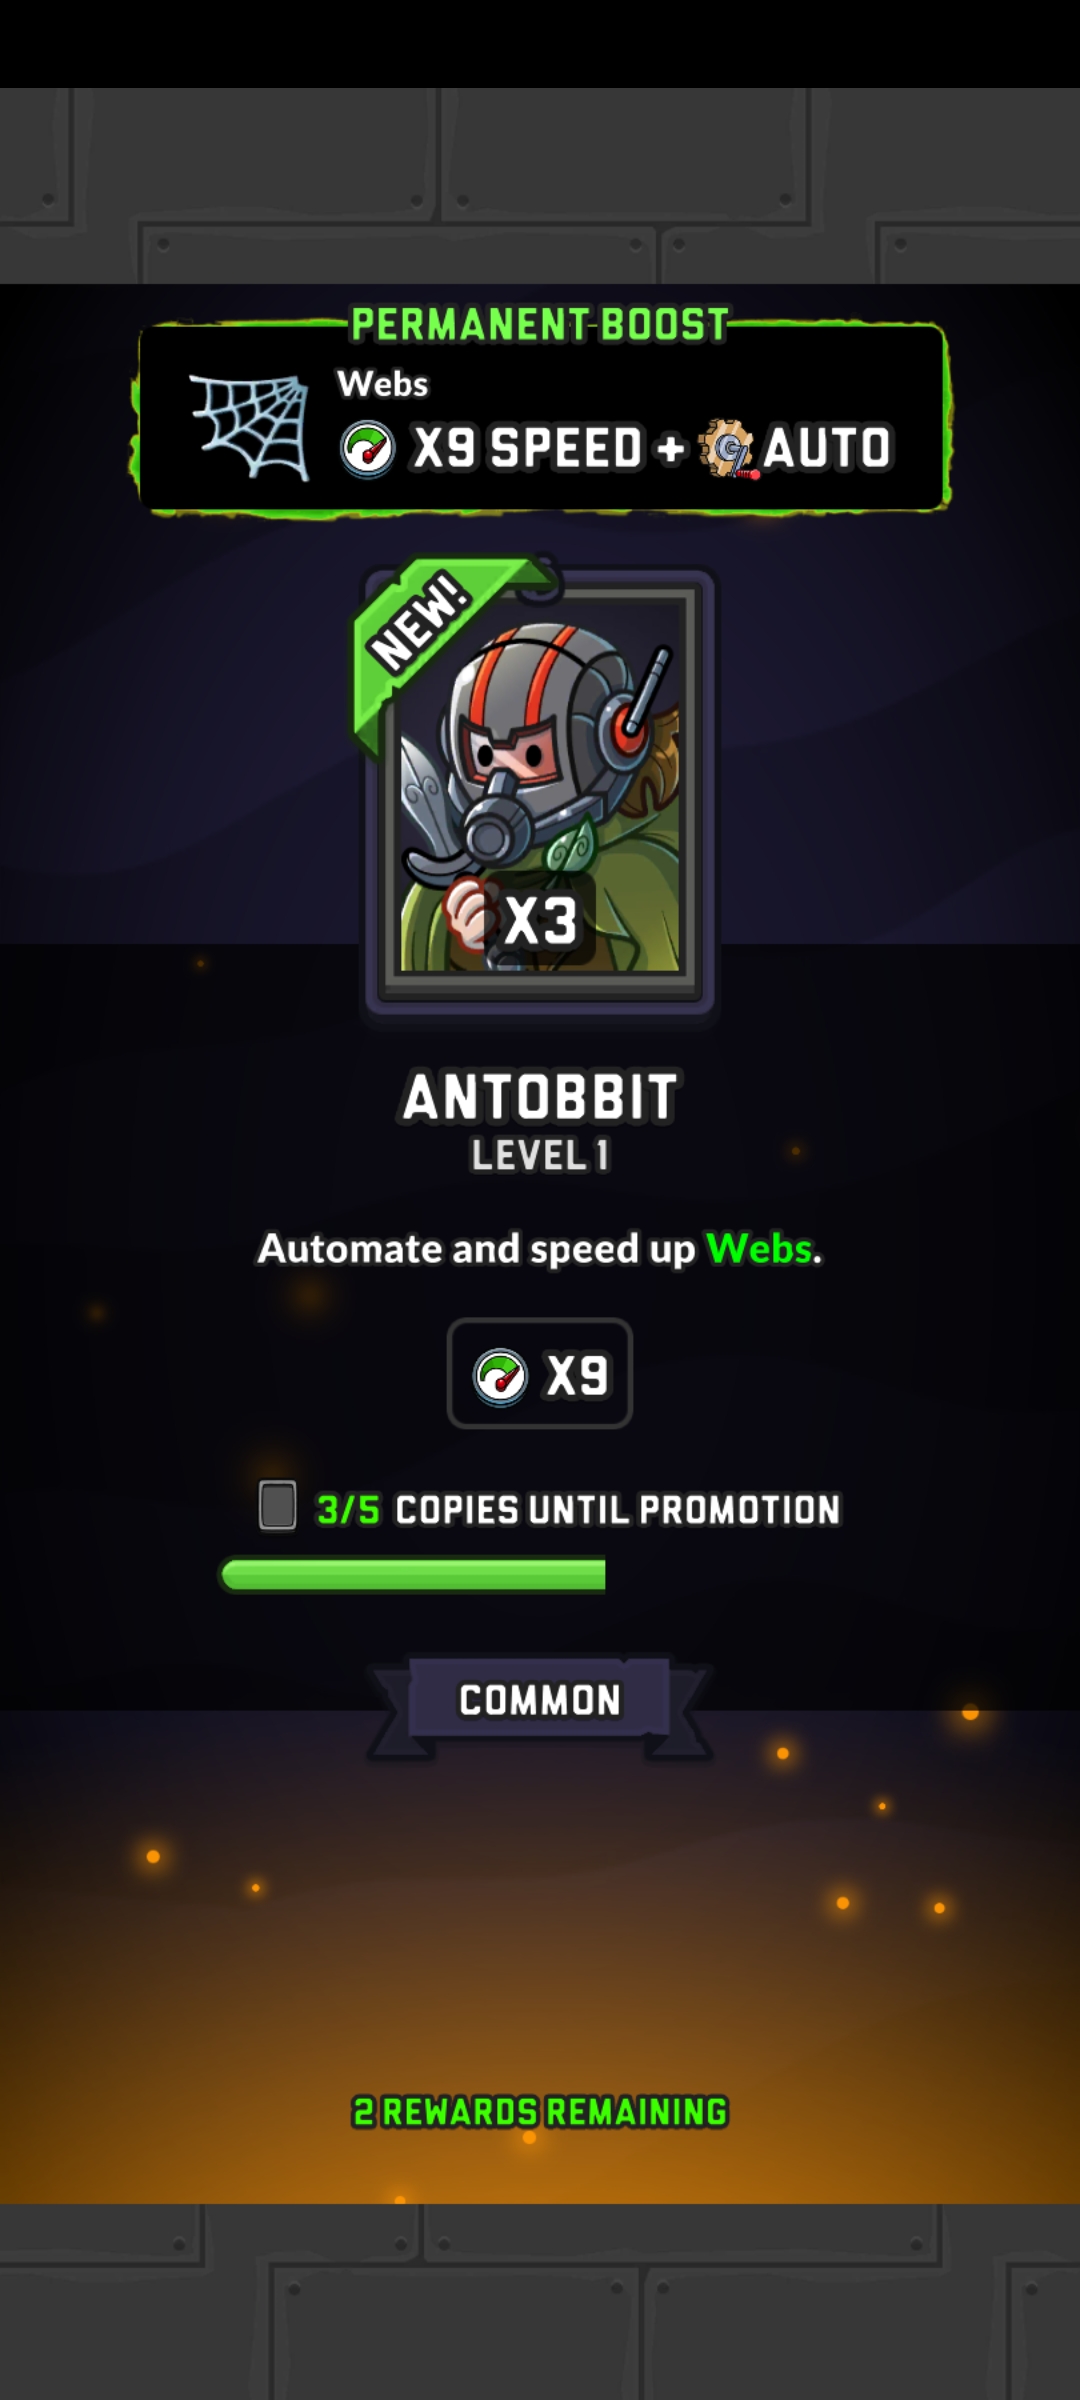 PERMANENT BOOST
Webs
X9 SPEED + AUTO
NEW!
X3
ANTOBBIT
LEVEL 1
Automate and speed up Webs.
X9
3/5 COPIES UNTIL PROMOTION
COMMON
2 REWARDS REMAINING